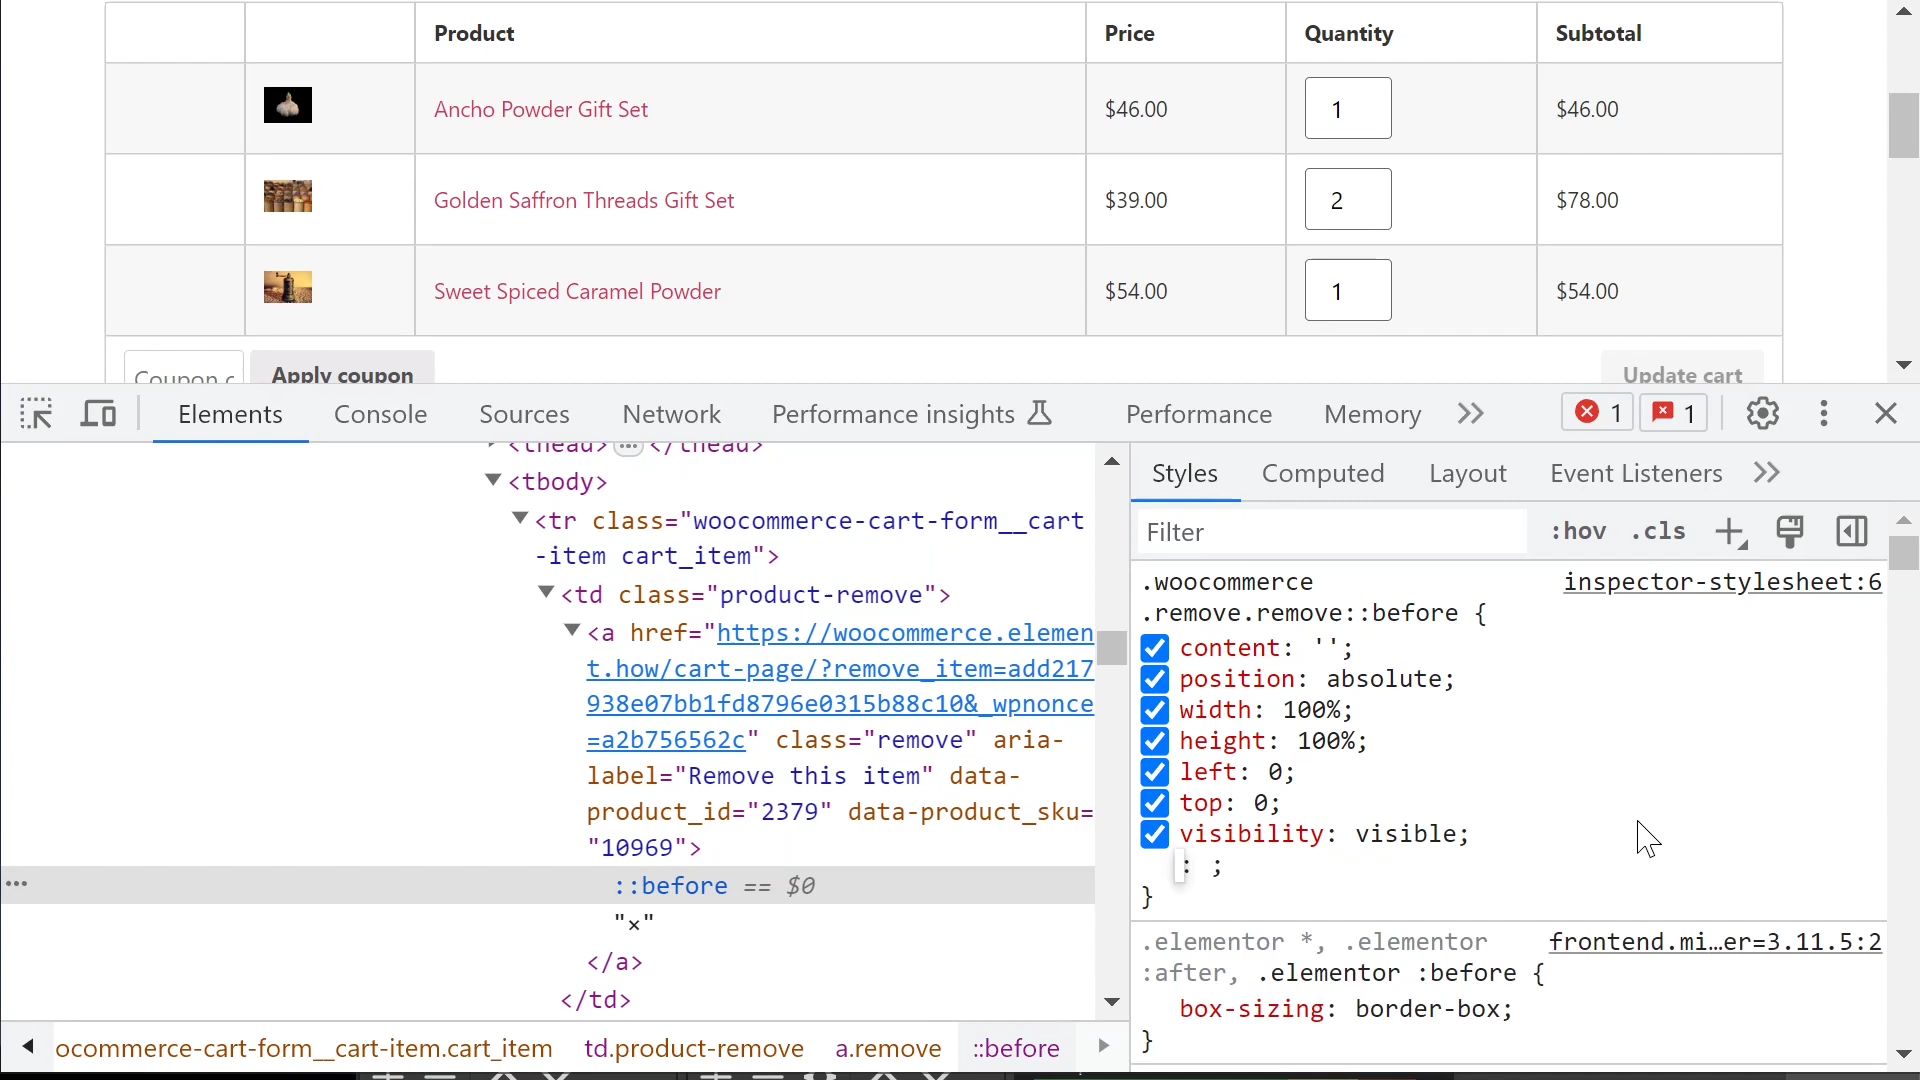 Product Price Quantity Subtotal
Ancho Powder Gift Set $46.00 1 $46.00
Golden Saffron Threads Gift Set $39.00 2 $78.00
Sweet Spiced Caramel Powder $54.00 1 $54.00
Coupon c Apply coupon Update cart
Elements Console Sources Network Performance insights Performance Memory 1 1
<thead> … </thead>
<tbody>
<tr class="woocommerce-cart-form__cart
-item cart_item">
<td class="product-remove">
<a href="https://woocommerce.elemen
t.how/cart-page/?remove_item=add217
938e07bb1fd8796e0315b88c10&_wpnonce
=a2b756562c" class="remove" aria-
label="Remove this item" data-
product_id="2379" data-product_sku=
"10969">
::before == $0
"×"
</a>
</td>
ocommerce-cart-form__cart-item.cart_item td.product-remove a.remove ::before
Styles Computed Layout Event Listeners
Filter :hov .cls
.woocommerce inspector-stylesheet:6
.remove.remove::before {
content: '';
position: absolute;
width: 100%;
height: 100%;
left: 0;
top: 0;
visibility: visible;
: ;
}
.elementor *, .elementor frontend.mi…er=3.11.5:2
:after, .elementor :before {
box-sizing: border-box;
}